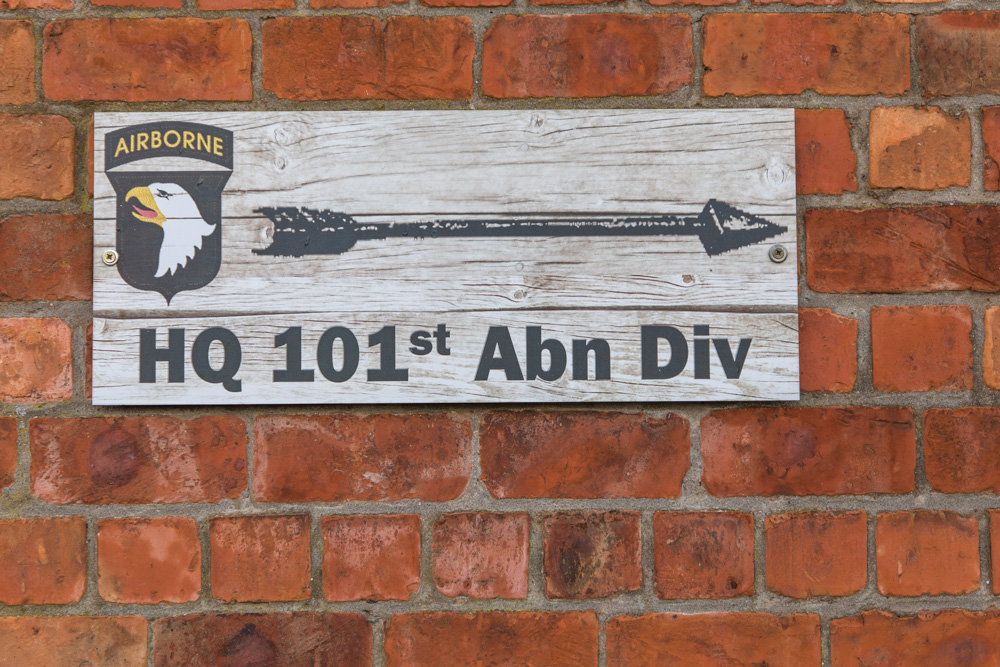 AIRBORNE
HQ 101st Abn Div